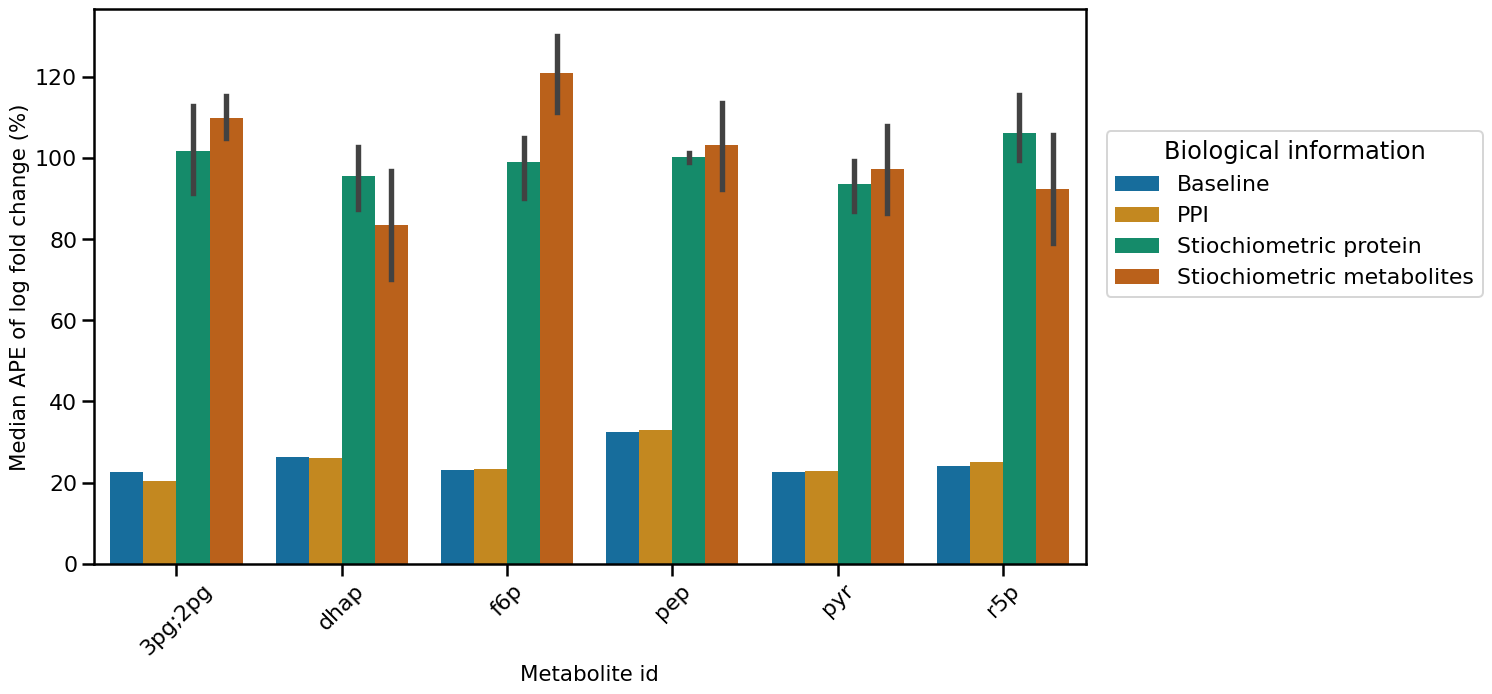 Median APE of log fold change (%)
120
100
80
60
40
20
0
3pg;2pg
dhap
f6p
pep
pyr
r5p
Metabolite id
Biological information
Baseline
PPI
Stiochiometric protein
Stiochiometric metabolites